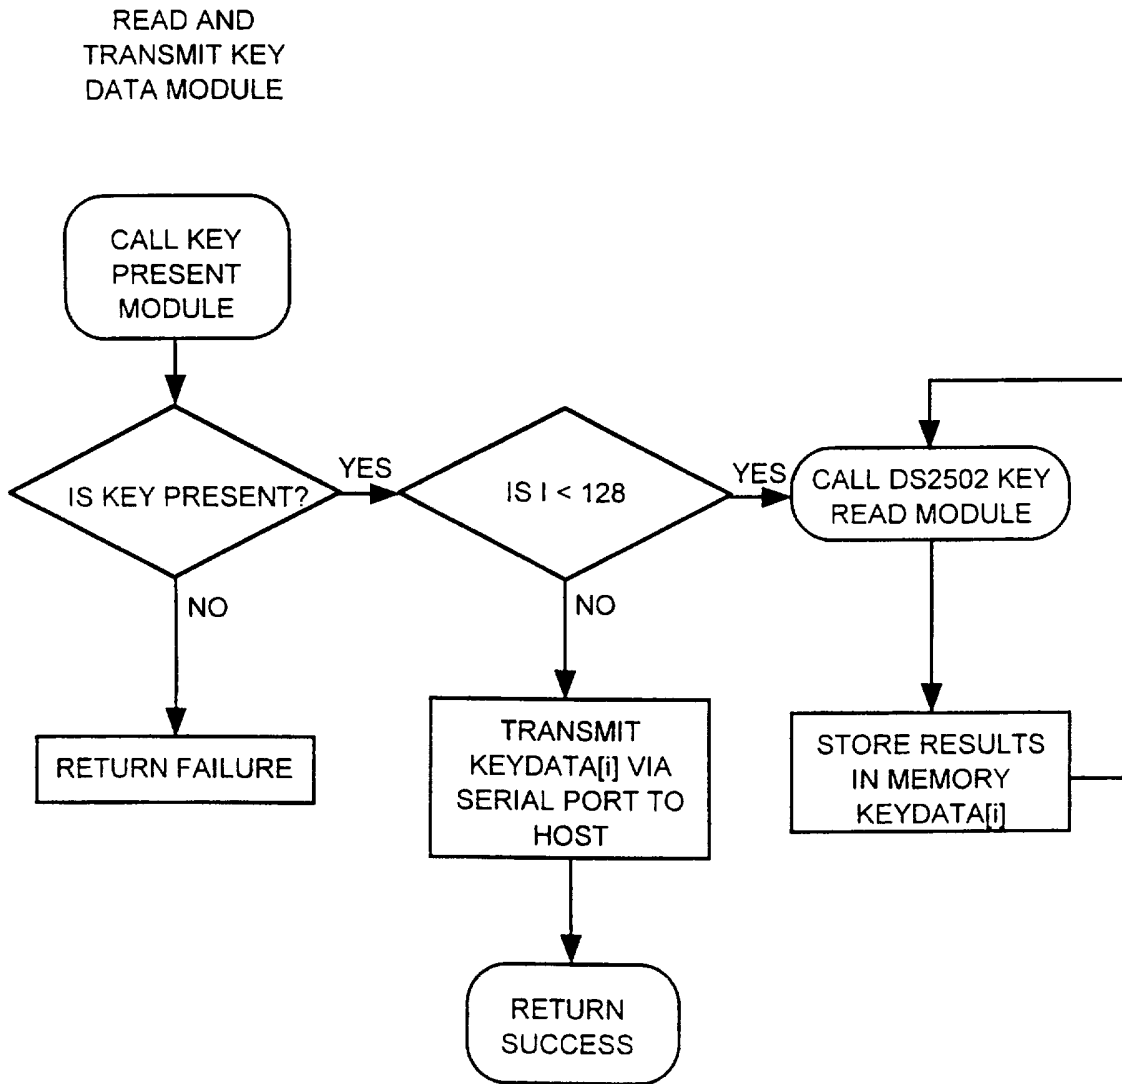 READ AND
TRANSMIT KEY
DATA MODULE
CALL KEY
PRESENT
MODULE
IS KEY PRESENT?
YES
NO
RETURN FAILURE
IS I < 128
YES
NO
TRANSMIT
KEYDATA[i] VIA
SERIAL PORT TO
HOST
RETURN
SUCCESS
CALL DS2502 KEY
READ MODULE
STORE RESULTS
IN MEMORY
KEYDATA[i]